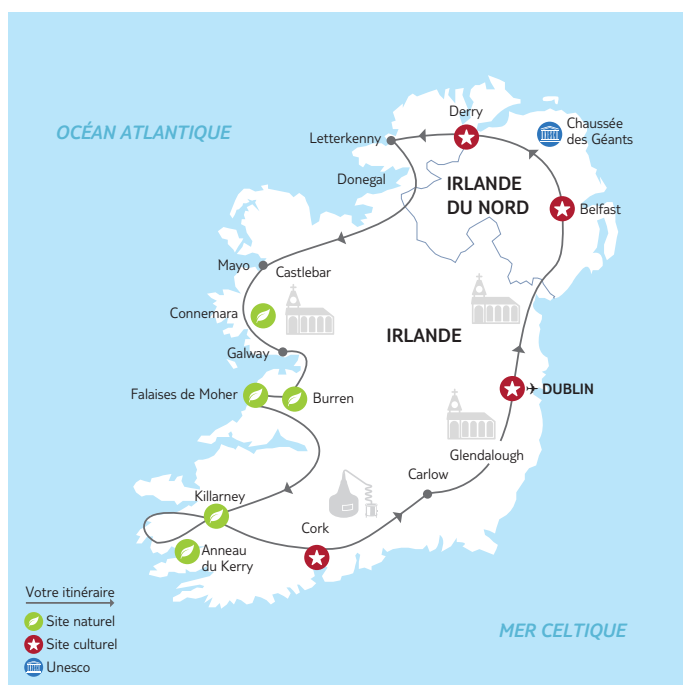 OCÉAN ATLANTIQUE
Derry
Chaussée
des Géants
Letterkenny
Donegal
IRLANDE
DU NORD
Belfast
Mayo
Castlebar
Connemara
IRLANDE
Galway
Falaises de Moher
Burren
DUBLIN
Glendalough
Carlow
Killarney
Cork
Anneau
du Kerry
Votre itinéraire
Site naturel
Site culturel
Unesco
MER CELTIQUE